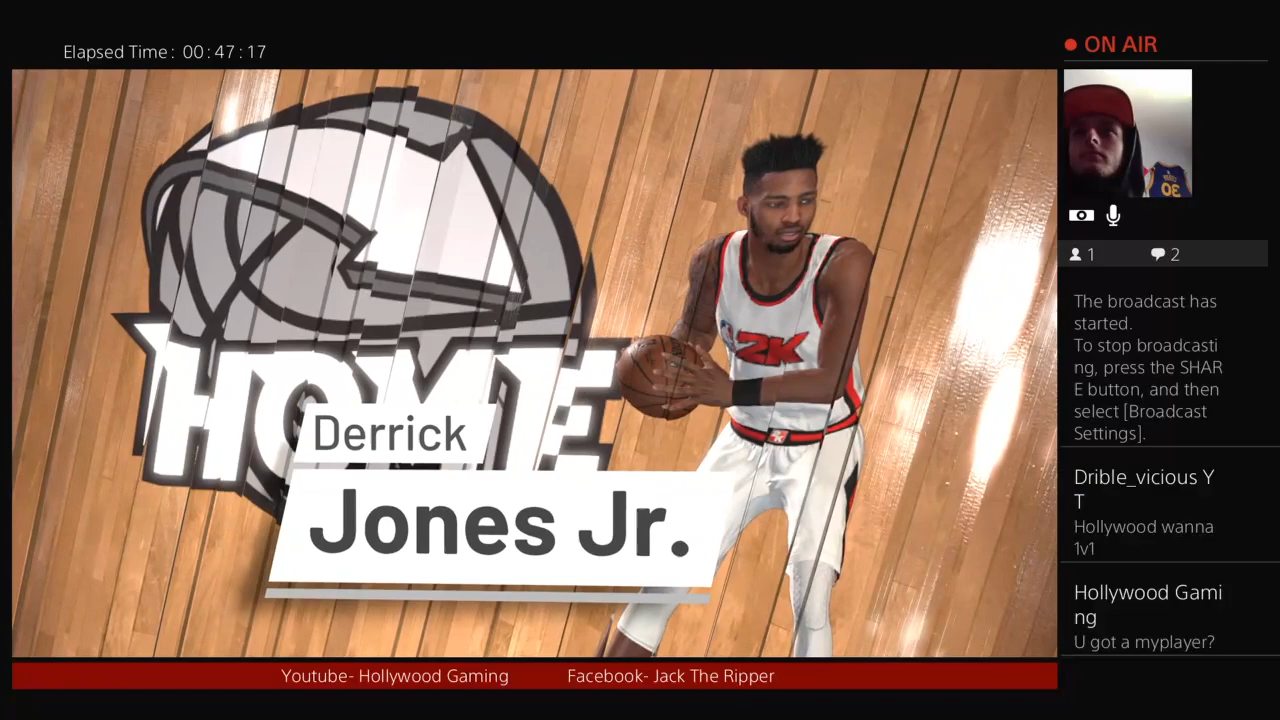 Elapsed Time: 00:47:17
ON AIR
HOME
2K
Derrick
Jones Jr.
30
1
2
The broadcast has
started.
To stop broadcasti
ng, press the SHAR
E button, and then
select [Broadcast
Settings].
Drible_vicious Y
T
Hollywood wanna
1v1
Hollywood Gami
ng
U got a myplayer?
Youtube- Hollywood Gaming
Facebook- Jack The Ripper